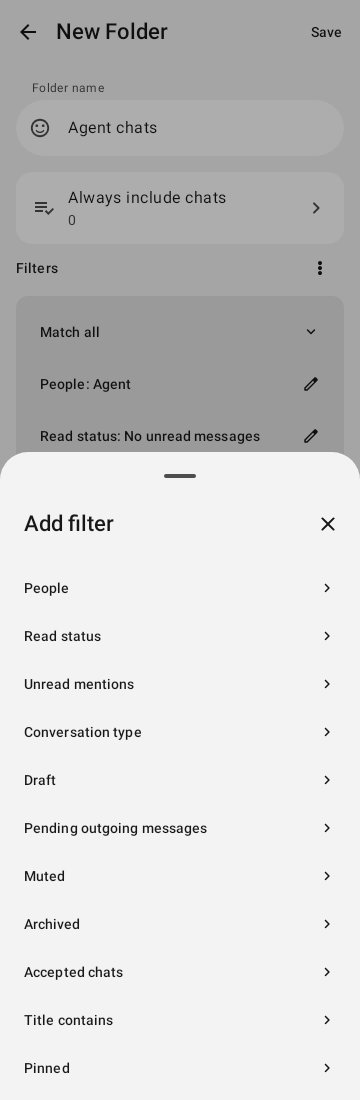 New Folder
Save
Folder name
Agent chats
Always include chats
0
Filters
Match all
People: Agent
Read status: No unread messages
Add filter
People
Read status
Unread mentions
Conversation type
Draft
Pending outgoing messages
Muted
Archived
Accepted chats
Title contains
Pinned